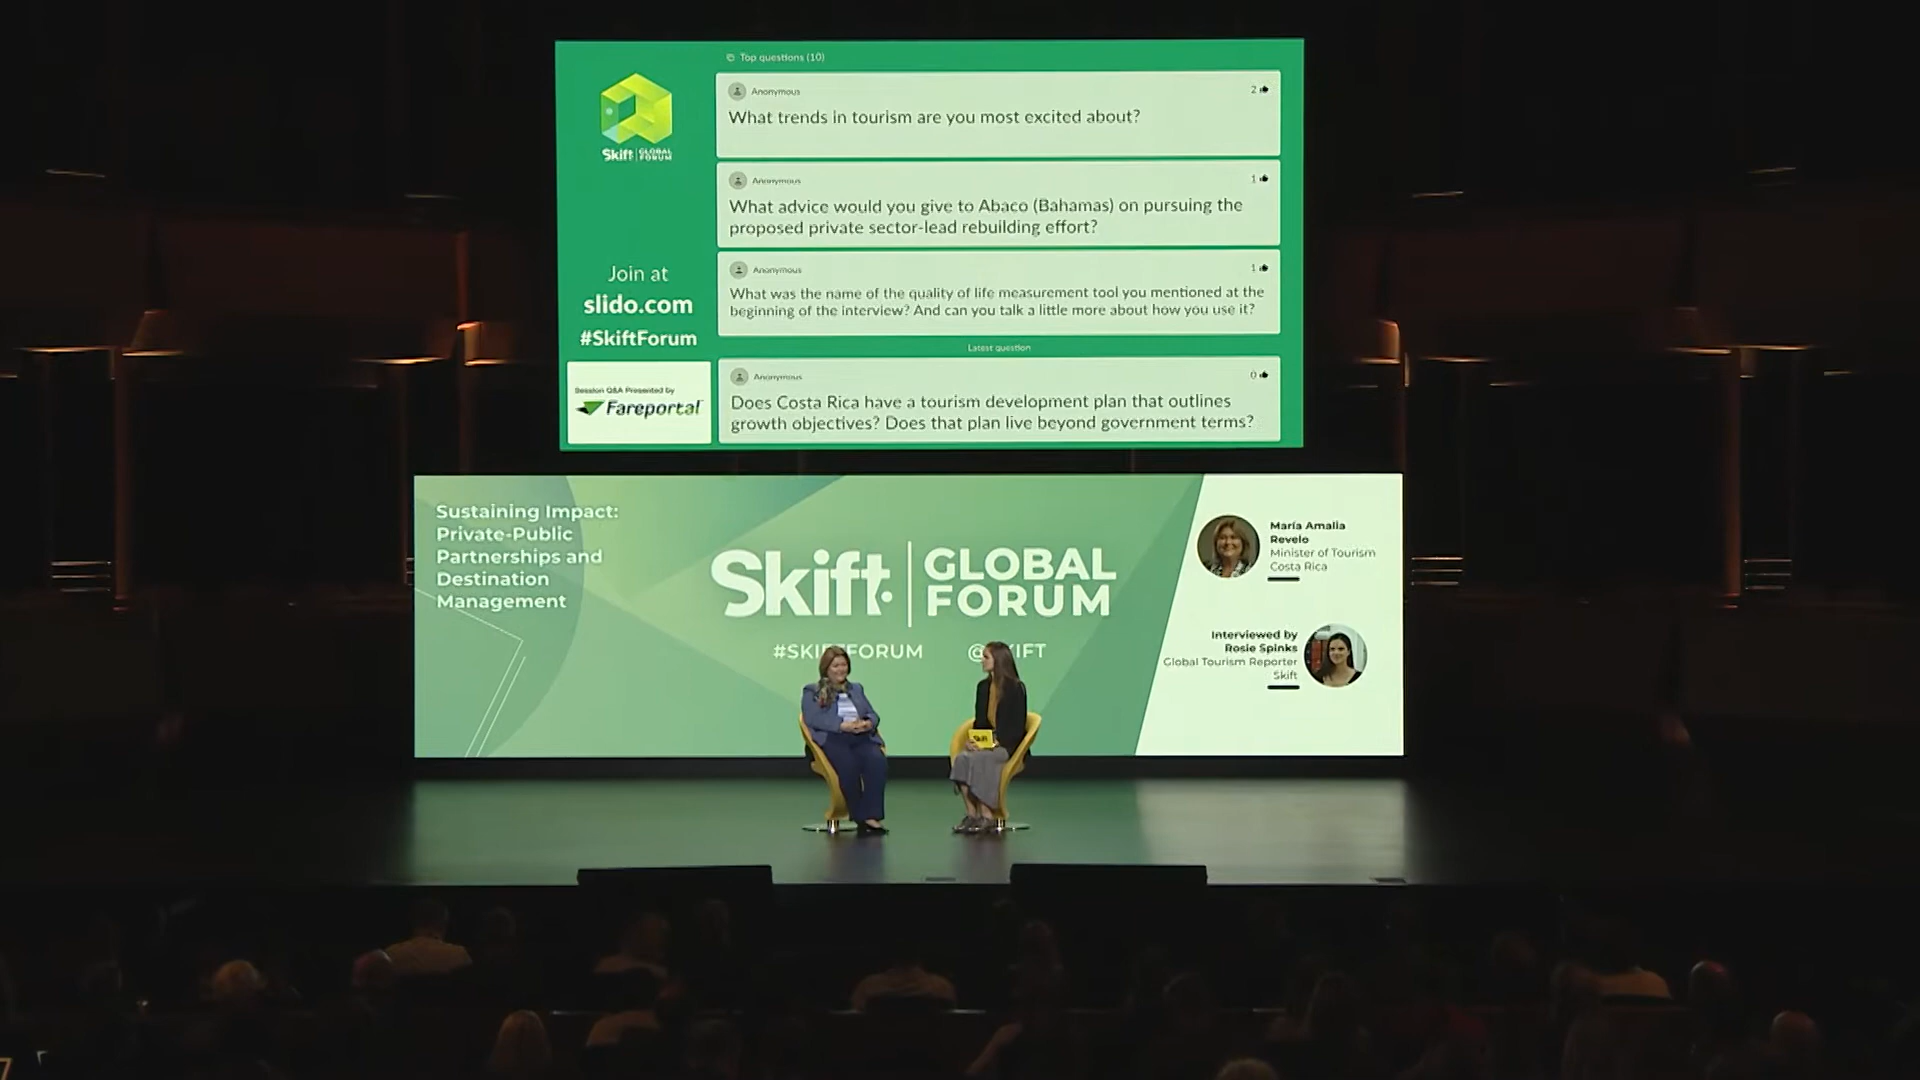 Top questions (10)
Anonymous
2
What trends in tourism are you most excited about?
Anonymous
1
What advice would you give to Abaco (Bahamas) on pursuing the
proposed private sector-lead rebuilding effort?
Anonymous
1
What was the name of the quality of life measurement tool you mentioned at the
beginning of the interview? And can you talk a little more about how you use it?
Latest question
Anonymous
0
Does Costa Rica have a tourism development plan that outlines
growth objectives? Does that plan live beyond government terms?
Skift GLOBAL
FORUM
Join at
slido.com
#SkiftForum
Session Q&A Presented by
Fareportal
Sustaining Impact:
Private-Public
Partnerships and
Destination
Management
Skift GLOBAL
FORUM
#SKIFTFORUM @SKIFT
María Amalia
Revelo
Minister of Tourism
Costa Rica
Interviewed by
Rosie Spinks
Global Tourism Reporter
Skift
Skift